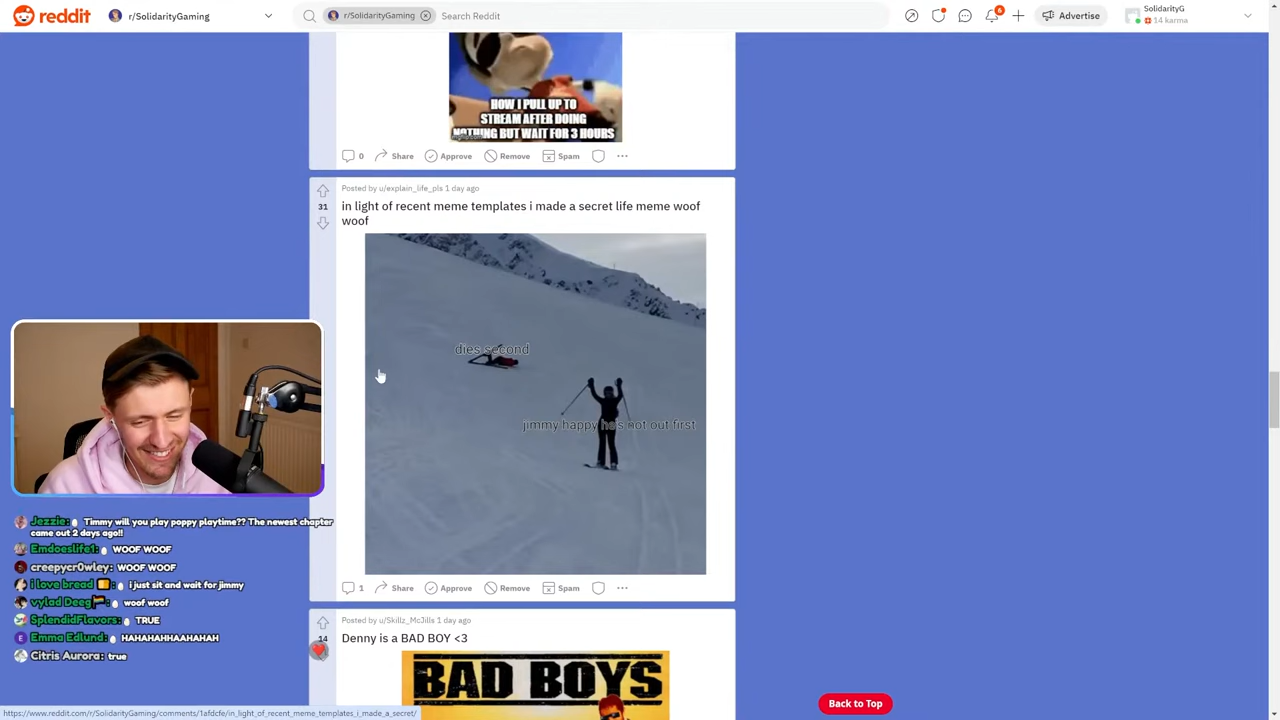 reddit
r/SolidarityGaming
r/SolidarityGaming
Search Reddit
6
Advertise
SolidarityG
14 karma
HOW I PULL UP TO
STREAM AFTER DOING
NOTHING BUT WAIT FOR 3 HOURS
0
Share
Approve
Remove
Spam
Posted by u/explain_life_pls 1 day ago
31
in light of recent meme templates i made a secret life meme woof
woof
dies second
jimmy happy he's not out first
1
Share
Approve
Remove
Spam
Posted by u/Skillz_McJills 1 day ago
14
Denny is a BAD BOY <3
BAD BOYS
Jezzie: Timmy will you play poppy playtime?? The newest chapter
came out 2 days ago!!
Emdoeslife1: WOOF WOOF
creepycr0wley: WOOF WOOF
i love bread: i just sit and wait for jimmy
vylad Deeg: woof woof
SplendidFlavors: TRUE
Emma Edlund: HAHAHAHHAAHAHAH
Citris Aurora: true
Back to Top
https://www.reddit.com/r/SolidarityGaming/comments/1afdcfe/in_light_of_recent_meme_templates_i_made_a_secret/